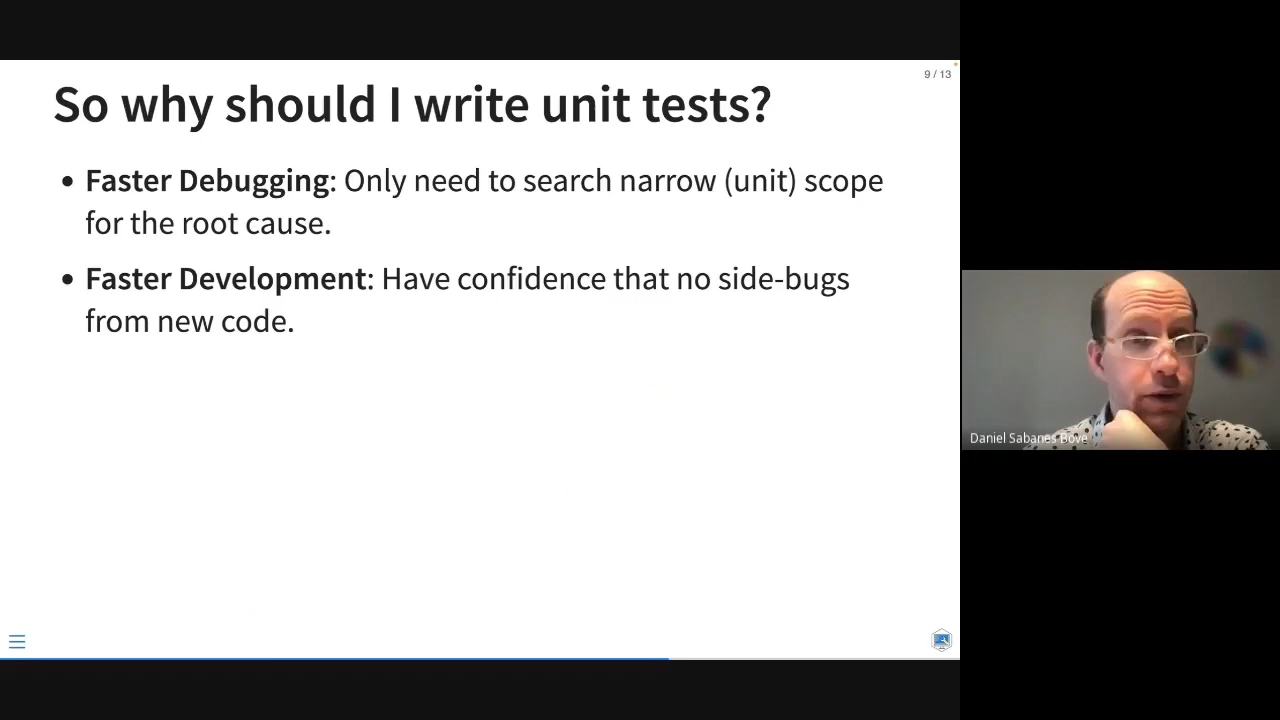 9 / 13
So why should I write unit tests?
• Faster Debugging: Only need to search narrow (unit) scope
for the root cause.
• Faster Development: Have confidence that no side-bugs
from new code.
Daniel Sabanes Bove